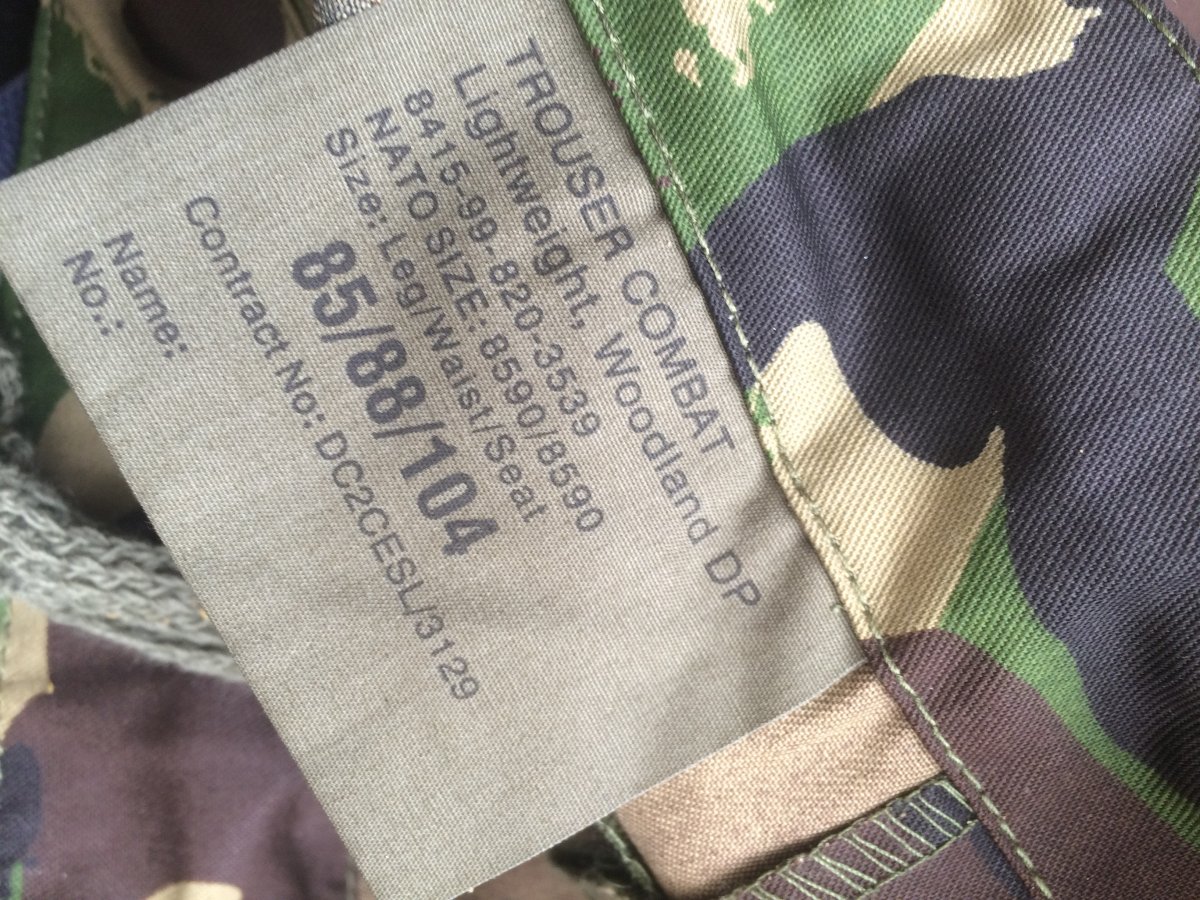 TROUSER COMBAT
Lightweight, Woodland DP
8415-99-820-3539
NATO SIZE: 8590/8590
Size: Leg/Waist/Seat
85/88/104
Contract No: DC2CESL/3129
Name:
No.: